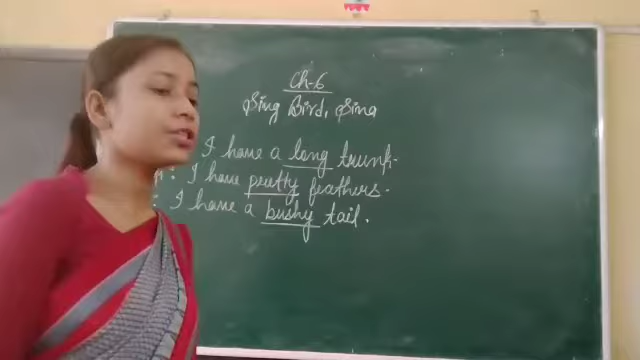 Ch-6
Sing Bird, Sing
I have a long trunk.
: I have pretty feathers.
: I have a bushy tail.